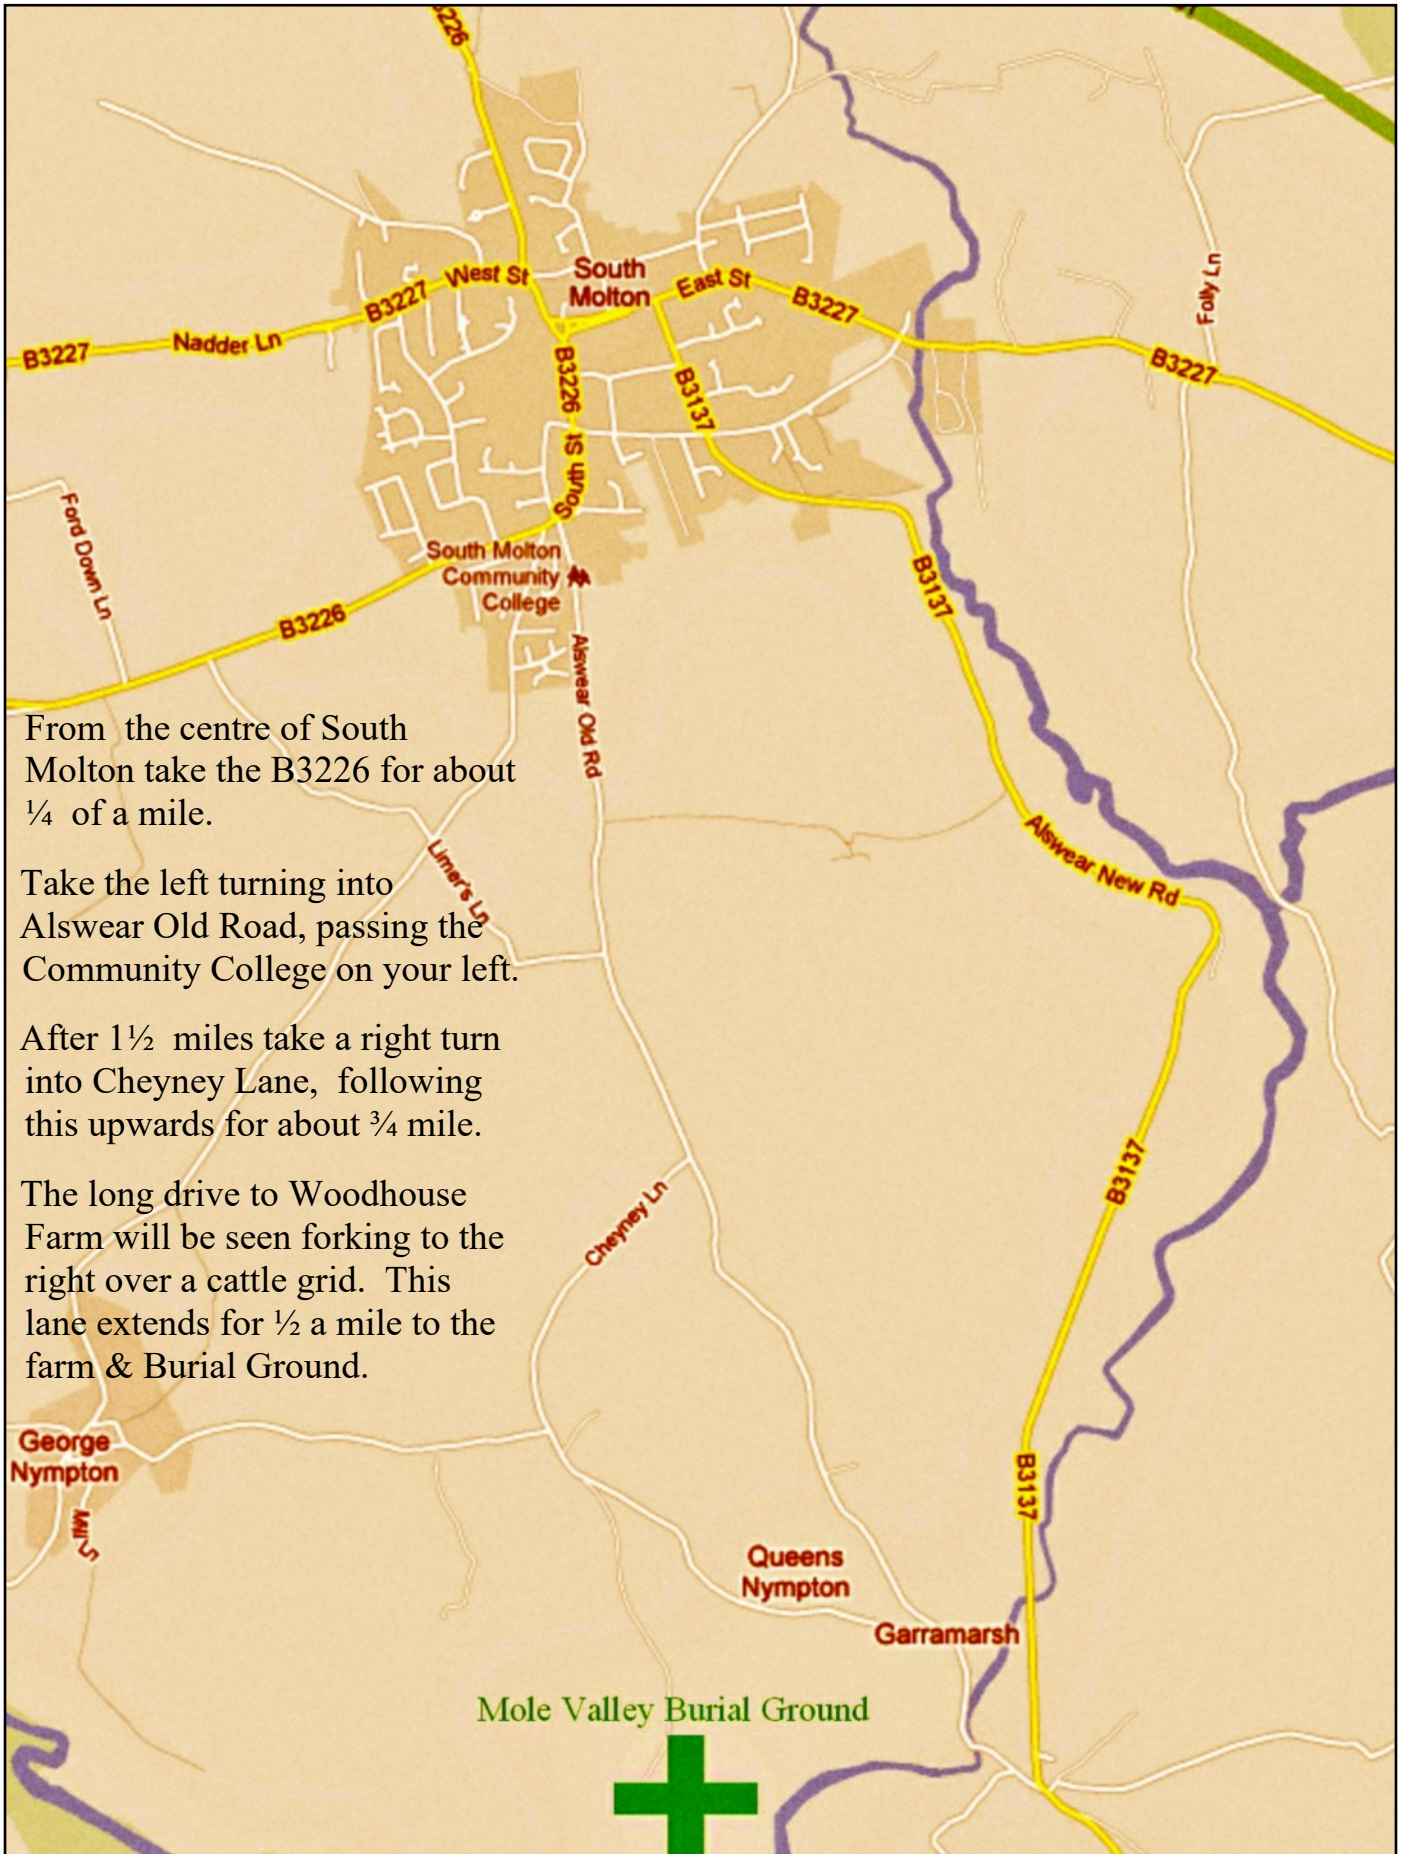 B226
South
Molton
West St
East St
B3227
B3227
Nadder Ln
B3227
B3227
B3226
B3137
South St
Folly Ln
Ford Down Ln
South Molton
Community
College
B3226
B3137
Alswear Old Rd
From the centre of South
Molton take the B3226 for about
¼ of a mile.
Take the left turning into
Alswear Old Road, passing the
Community College on your left.
After 1½ miles take a right turn
into Cheyney Lane, following
this upwards for about ¾ mile.
The long drive to Woodhouse
Farm will be seen forking to the
right over a cattle grid. This
lane extends for ½ a mile to the
farm & Burial Ground.
Limer's Ln
Alswear New Rd
B3137
Cheyney Ln
George
Nympton
Mill Ln
B3137
Queens
Nympton
Garramarsh
Mole Valley Burial Ground